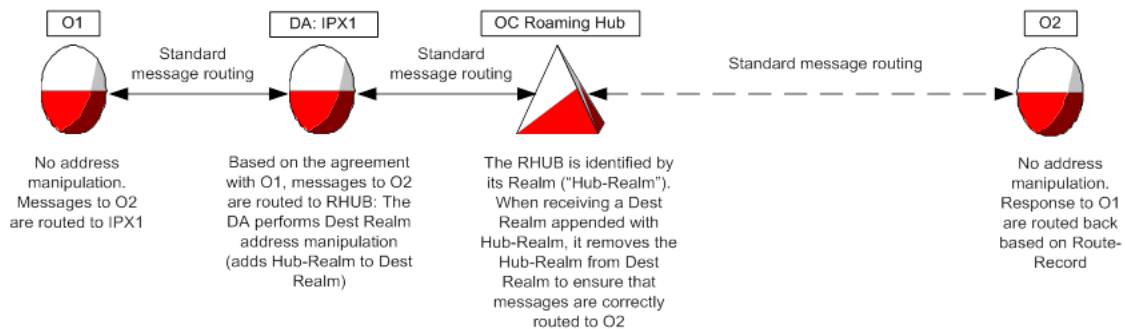 O1
DA: IPX1
OC Roaming Hub
O2
Standard
message routing
Standard
message routing
Standard message routing
No address
manipulation.
Messages to O2
are routed to IPX1
Based on the agreement
with O1, messages to O2
are routed to RHUB: The
DA performs Dest Realm
address manipulation
(adds Hub-Realm to Dest
Realm)
The RHUB is identified by
its Realm (“Hub-Realm”).
When receiving a Dest
Realm appended with
Hub-Realm, it removes the
Hub-Realm from Dest
Realm to ensure that
messages are correctly
routed to O2
No address
manipulation.
Response to O1
are routed back
based on Route-
Record